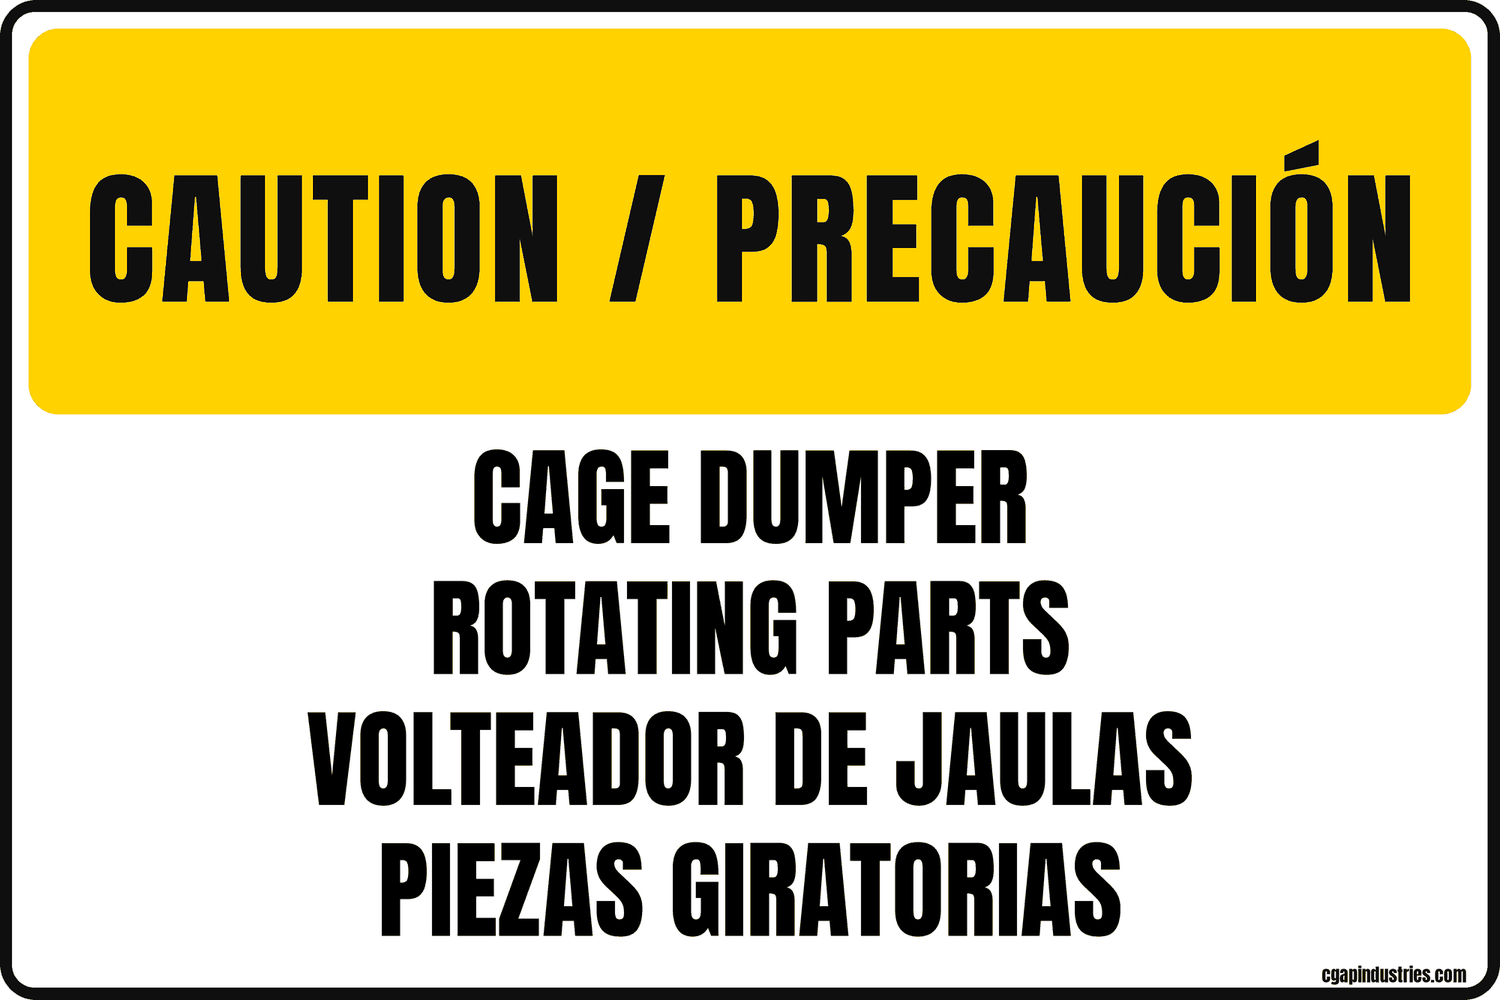 CAUTION / PRECAUCIÓN
CAGE DUMPER
ROTATING PARTS
VOLTEADOR DE JAULAS
PIEZAS GIRATORIAS
cgapindustries.com